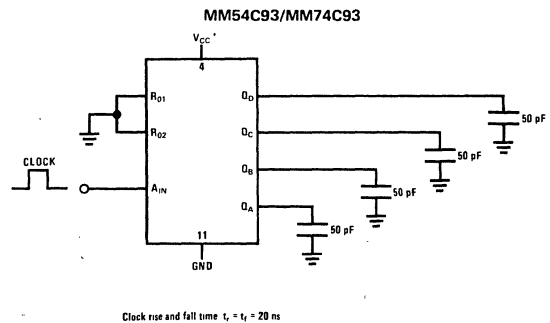 MM54C93/MM74C93
VCC*
4
R01
QD
50 pF
R02
QC
50 pF
CLOCK
QB
50 pF
AIN
QA
50 pF
11
GND
Clock rise and fall time tr = tf = 20 ns